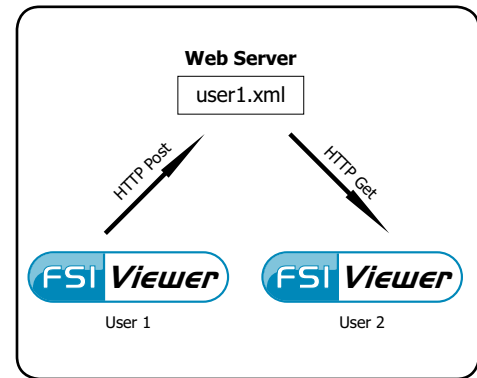 Web Server
user1.xml
HTTP Post
HTTP Get
FSI Viewer
FSI Viewer
User 1
User 2